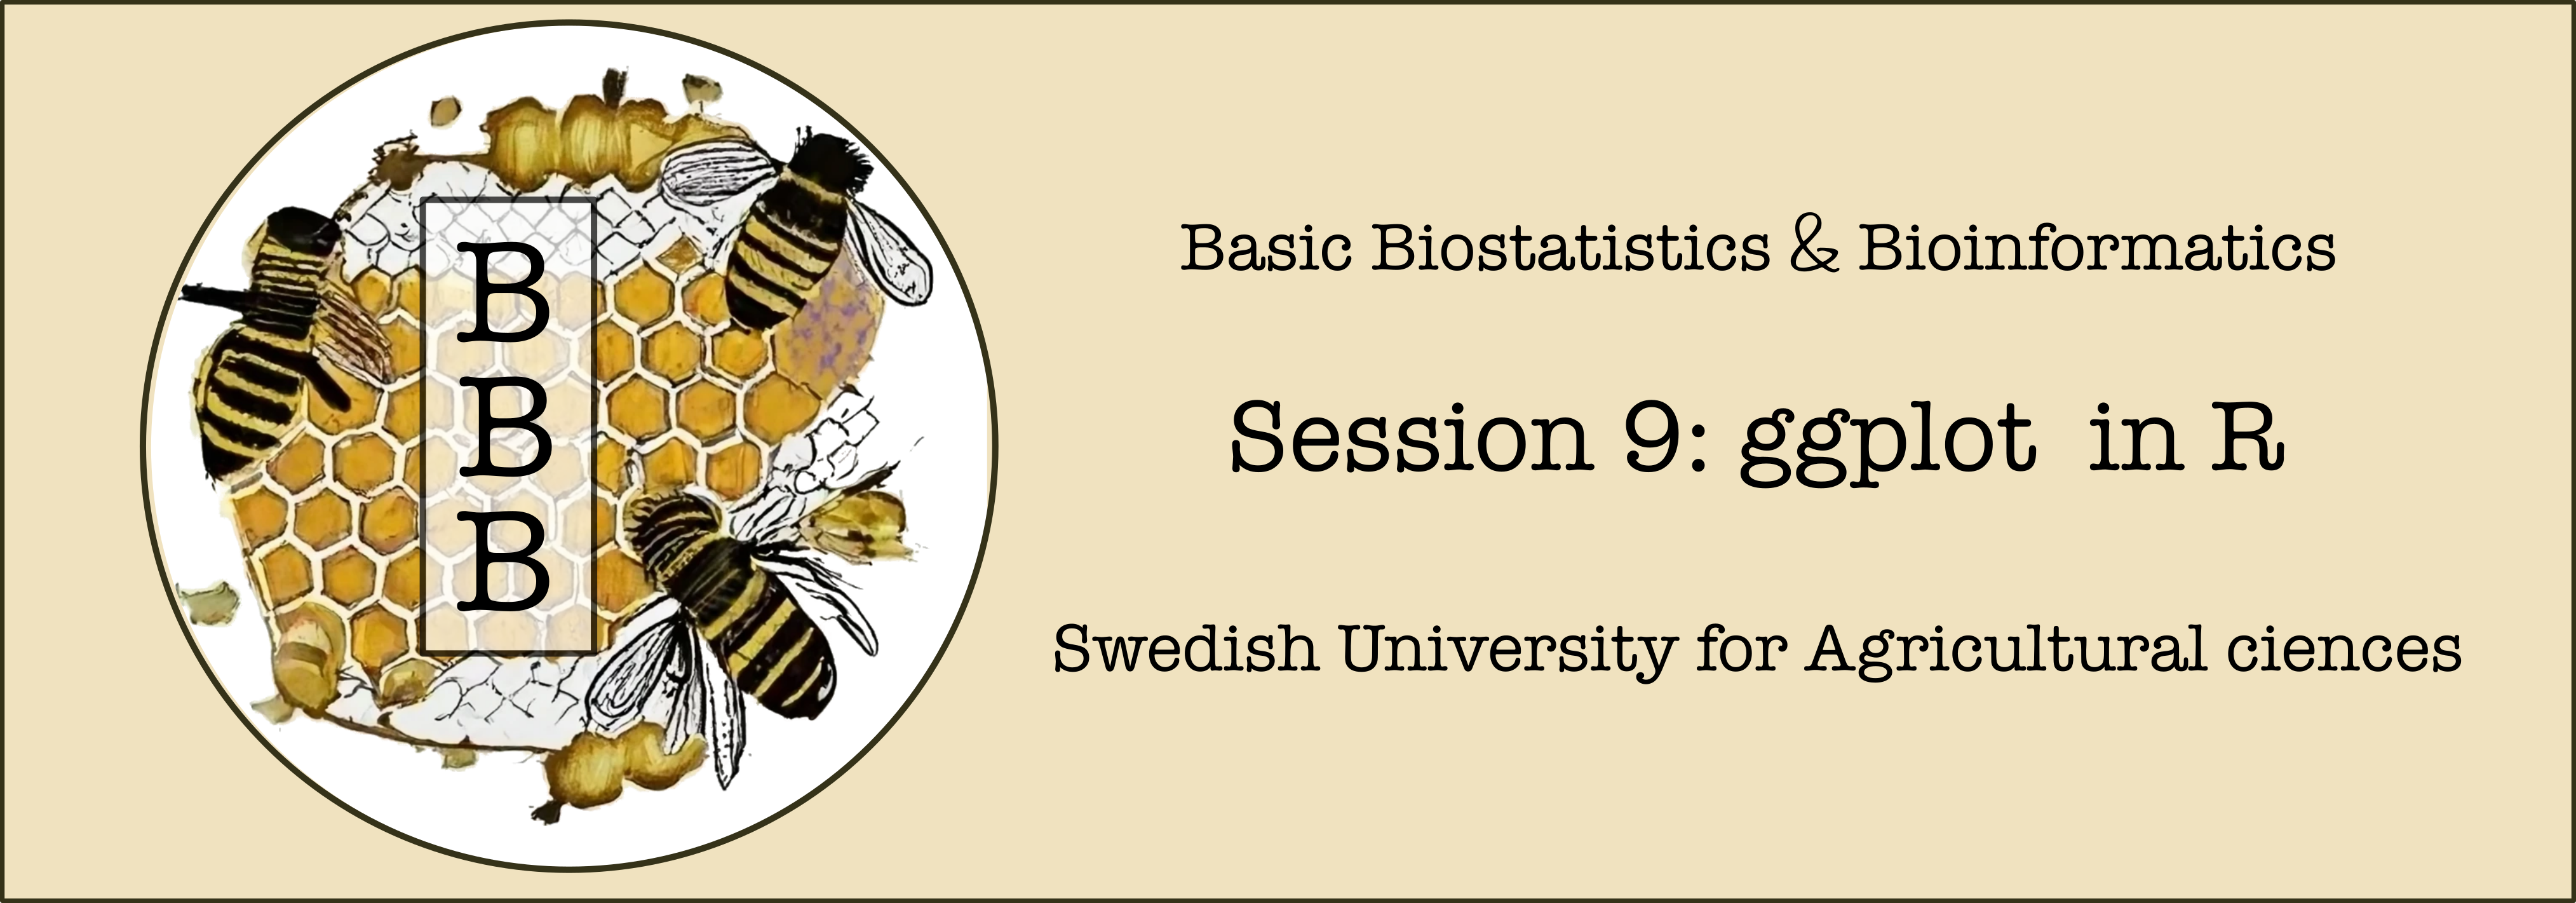 B
B
B
Basic Biostatistics & Bioinformatics
Session 9: ggplot in R
Swedish University for Agricultural ciences